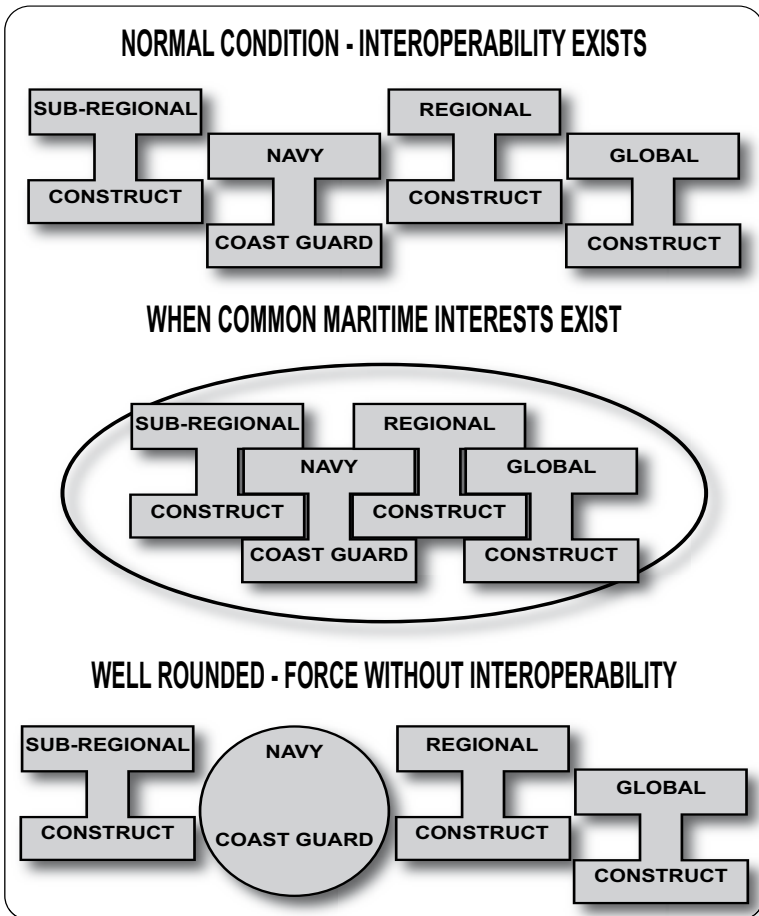 NORMAL CONDITION - INTEROPERABILITY EXISTS
SUB-REGIONAL
CONSTRUCT
NAVY
COAST GUARD
REGIONAL
CONSTRUCT
GLOBAL
CONSTRUCT
WHEN COMMON MARITIME INTERESTS EXIST
SUB-REGIONAL
CONSTRUCT
NAVY
COAST GUARD
REGIONAL
CONSTRUCT
GLOBAL
CONSTRUCT
WELL ROUNDED - FORCE WITHOUT INTEROPERABILITY
SUB-REGIONAL
CONSTRUCT
NAVY
COAST GUARD
REGIONAL
CONSTRUCT
GLOBAL
CONSTRUCT